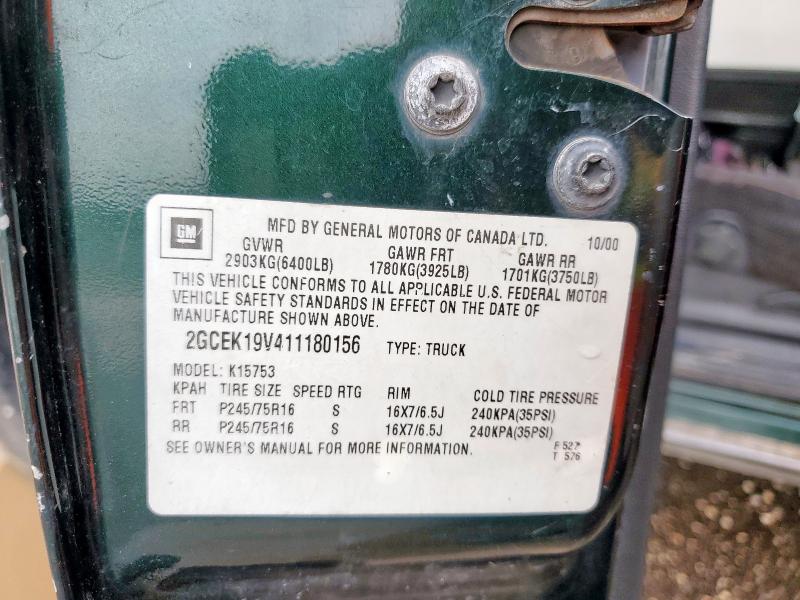 GM
MFD BY GENERAL MOTORS OF CANADA LTD. 10/00
GVWR GAWR FRT GAWR RR
2903KG(6400LB) 1780KG(3925LB) 1701KG(3750LB)
THIS VEHICLE CONFORMS TO ALL APPLICABLE U.S. FEDERAL MOTOR
VEHICLE SAFETY STANDARDS IN EFFECT ON THE DATE OF
MANUFACTURE SHOWN ABOVE.
2GCEK19V411180156 TYPE: TRUCK
MODEL: K15753
KPAH TIRE SIZE SPEED RTG RIM COLD TIRE PRESSURE
FRT P245/75R16 S 16X7/6.5J 240KPA(35PSI)
RR P245/75R16 S 16X7/6.5J 240KPA(35PSI)
SEE OWNER'S MANUAL FOR MORE INFORMATION.
F 527
T 576